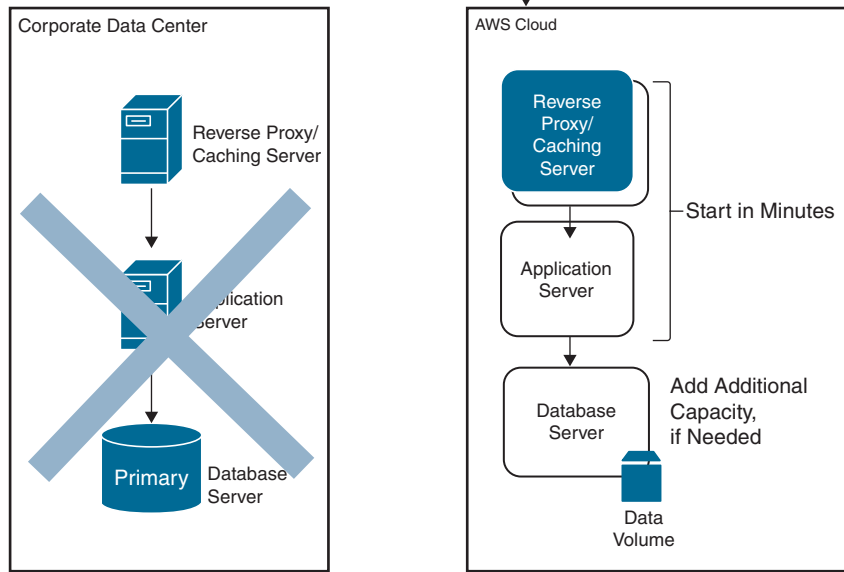 Corporate Data Center
Reverse Proxy/
Caching Server
Application
Server
Primary
Database
Server
AWS Cloud
Reverse
Proxy/
Caching
Server
Start in Minutes
Application
Server
Database
Server
Add Additional
Capacity,
if Needed
Data
Volume